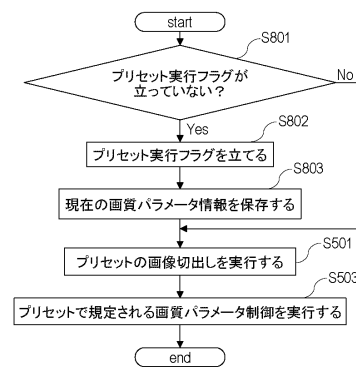 start
S801
プリセット実行フラグが
立っていない？
No
Yes
S802
プリセット実行フラグを立てる
S803
現在の画質パラメータ情報を保存する
S501
プリセットの画像切出しを実行する
S503
プリセットで規定される画質パラメータ制御を実行する
end